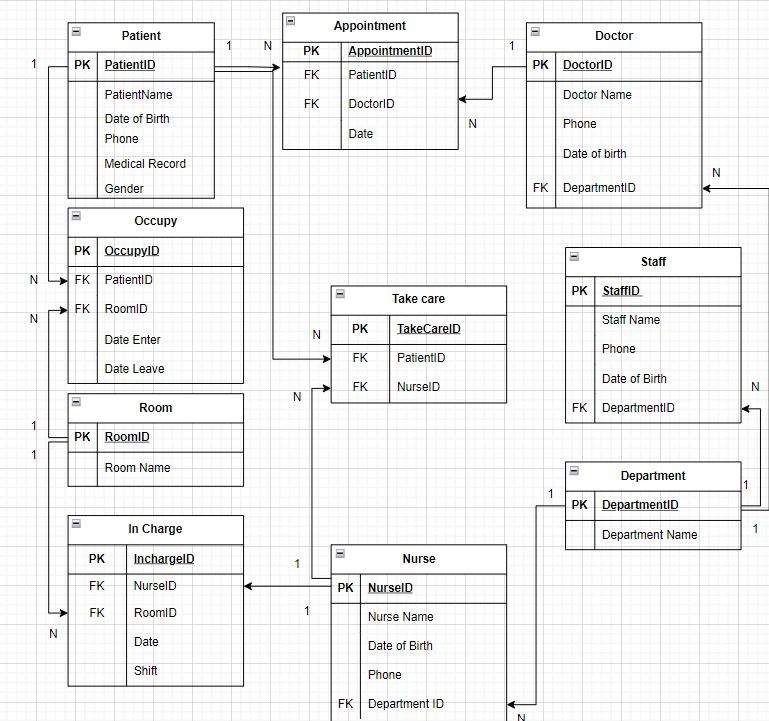 Patient
PK PatientID
PatientName
Date of Birth
Phone
Medical Record
Gender
1
1
N
Appointment
PK AppointmentID
FK PatientID
FK DoctorID
Date
1
N
Doctor
PK DoctorID
Doctor Name
Phone
Date of birth
FK DepartmentID
N
Occupy
PK OccupyID
N FK PatientID
N FK RoomID
Date Enter
Date Leave
Take care
PK TakeCareID
N
FK PatientID
N FK NurseID
Staff
PK StaffID
Staff Name
Phone
Date of Birth
N
FK DepartmentID
Room
1
PK RoomID
1
Room Name
Department
1
PK DepartmentID
1
1
Department Name
In Charge
PK InchargeID
FK NurseID
FK RoomID
N
Date
Shift
1
1
Nurse
PK NurseID
Nurse Name
Date of Birth
Phone
FK Department ID
N